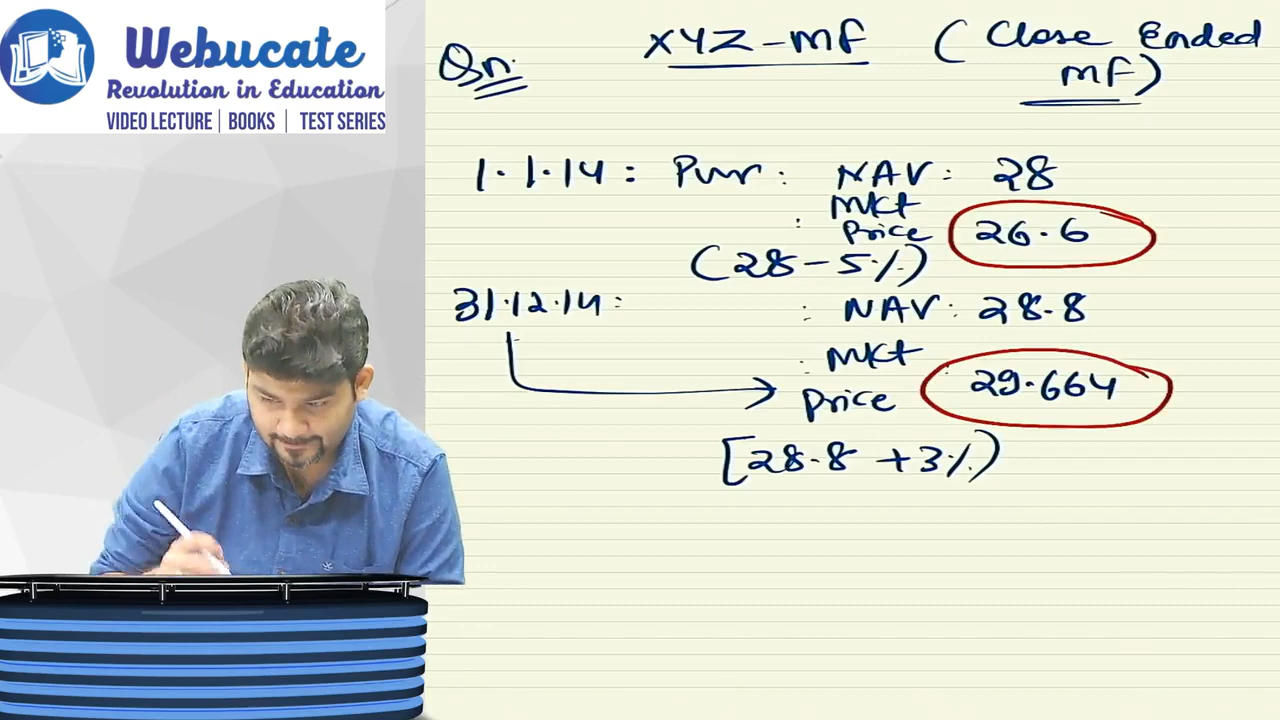 Webucate
Revolution in Education
VIDEO LECTURE | BOOKS | TEST SERIES
Qn.
XYZ-MF (Close Ended
MF)
1.1.14: Pur: NAV: 28
: Mkt
Price 26.6
(28-5%)
31.12.14: : NAV: 28.8
: Mkt
Price 29.664
[28.8 +3%)